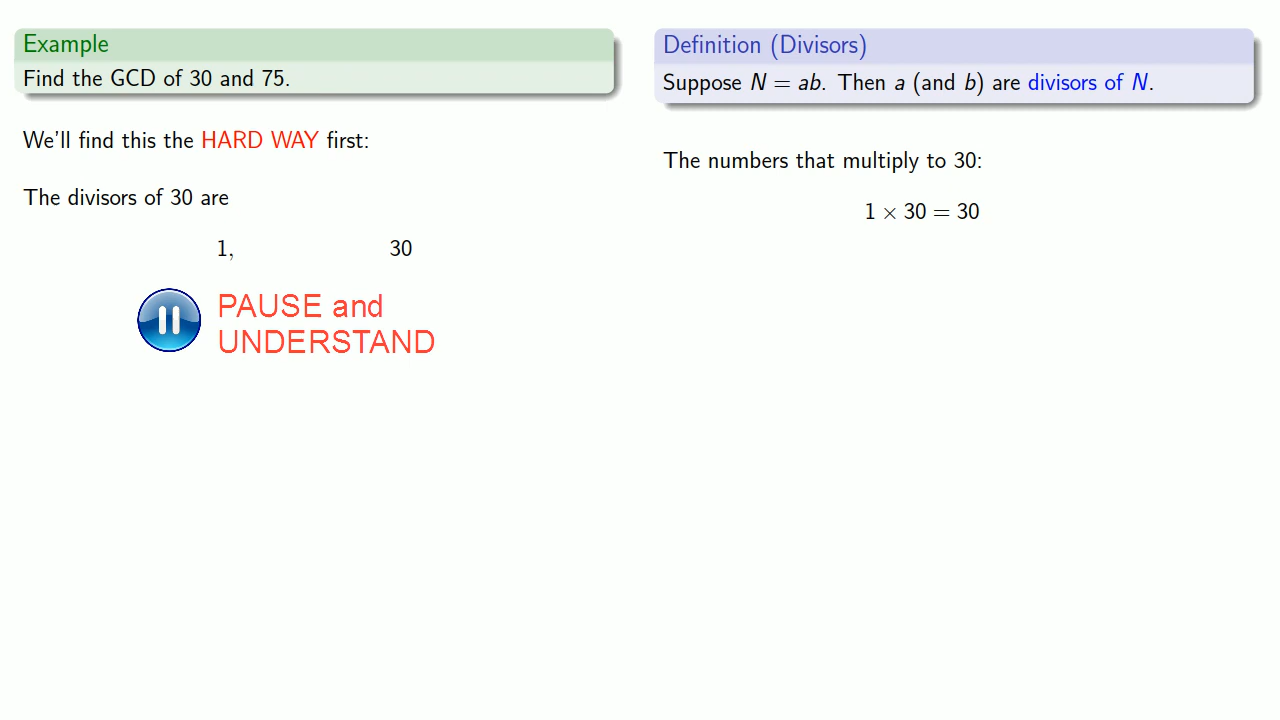 Example
Find the GCD of 30 and 75.
We'll find this the HARD WAY first:
The divisors of 30 are
1, 30
PAUSE and
UNDERSTAND
Definition (Divisors)
Suppose N = ab. Then a (and b) are divisors of N.
The numbers that multiply to 30:
1 × 30 = 30